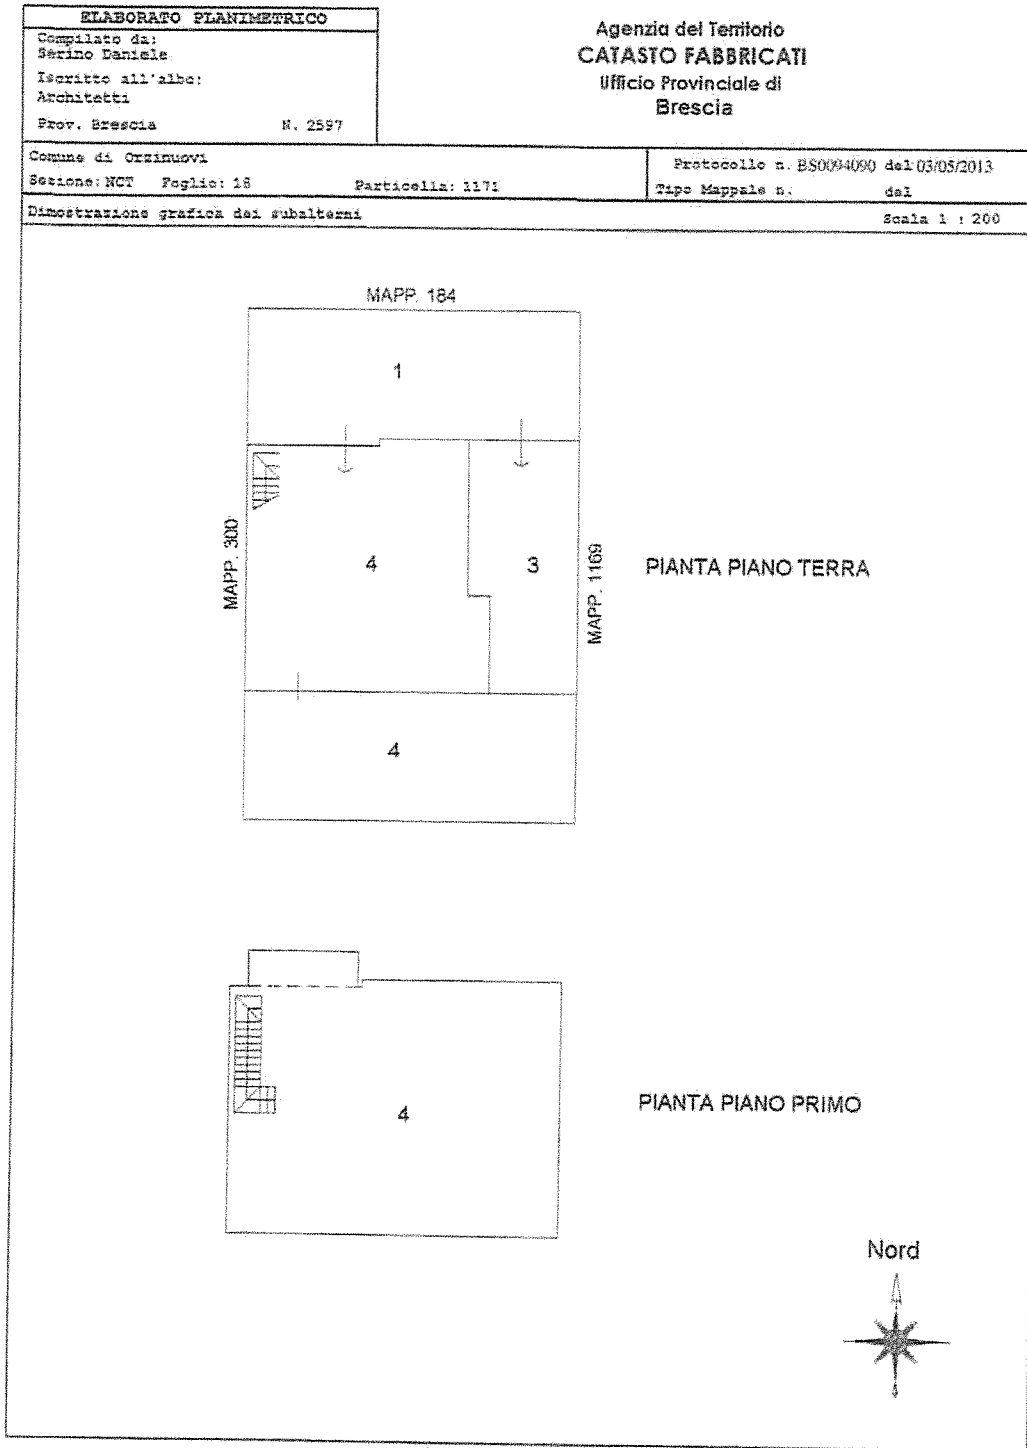 ELABORATO PLANIMETRICO
Compilato da:
Serino Daniele
Iscritto all'albo:
Architetti
Prov. Brescia N. 2597
Agenzia del Territorio
CATASTO FABBRICATI
Ufficio Provinciale di
Brescia
Comune di Orzinuovi
Sezione: NCT Foglio: 18 Particella: 1171
Protocollo n. BS0094090 del 03/05/2013
Tipo Mappale n. del
Dimostrazione grafica dei subalterni Scala 1 : 200
MAPP. 184
1
MAPP. 300
4
3
MAPP. 1169
PIANTA PIANO TERRA
4
4
PIANTA PIANO PRIMO
Nord